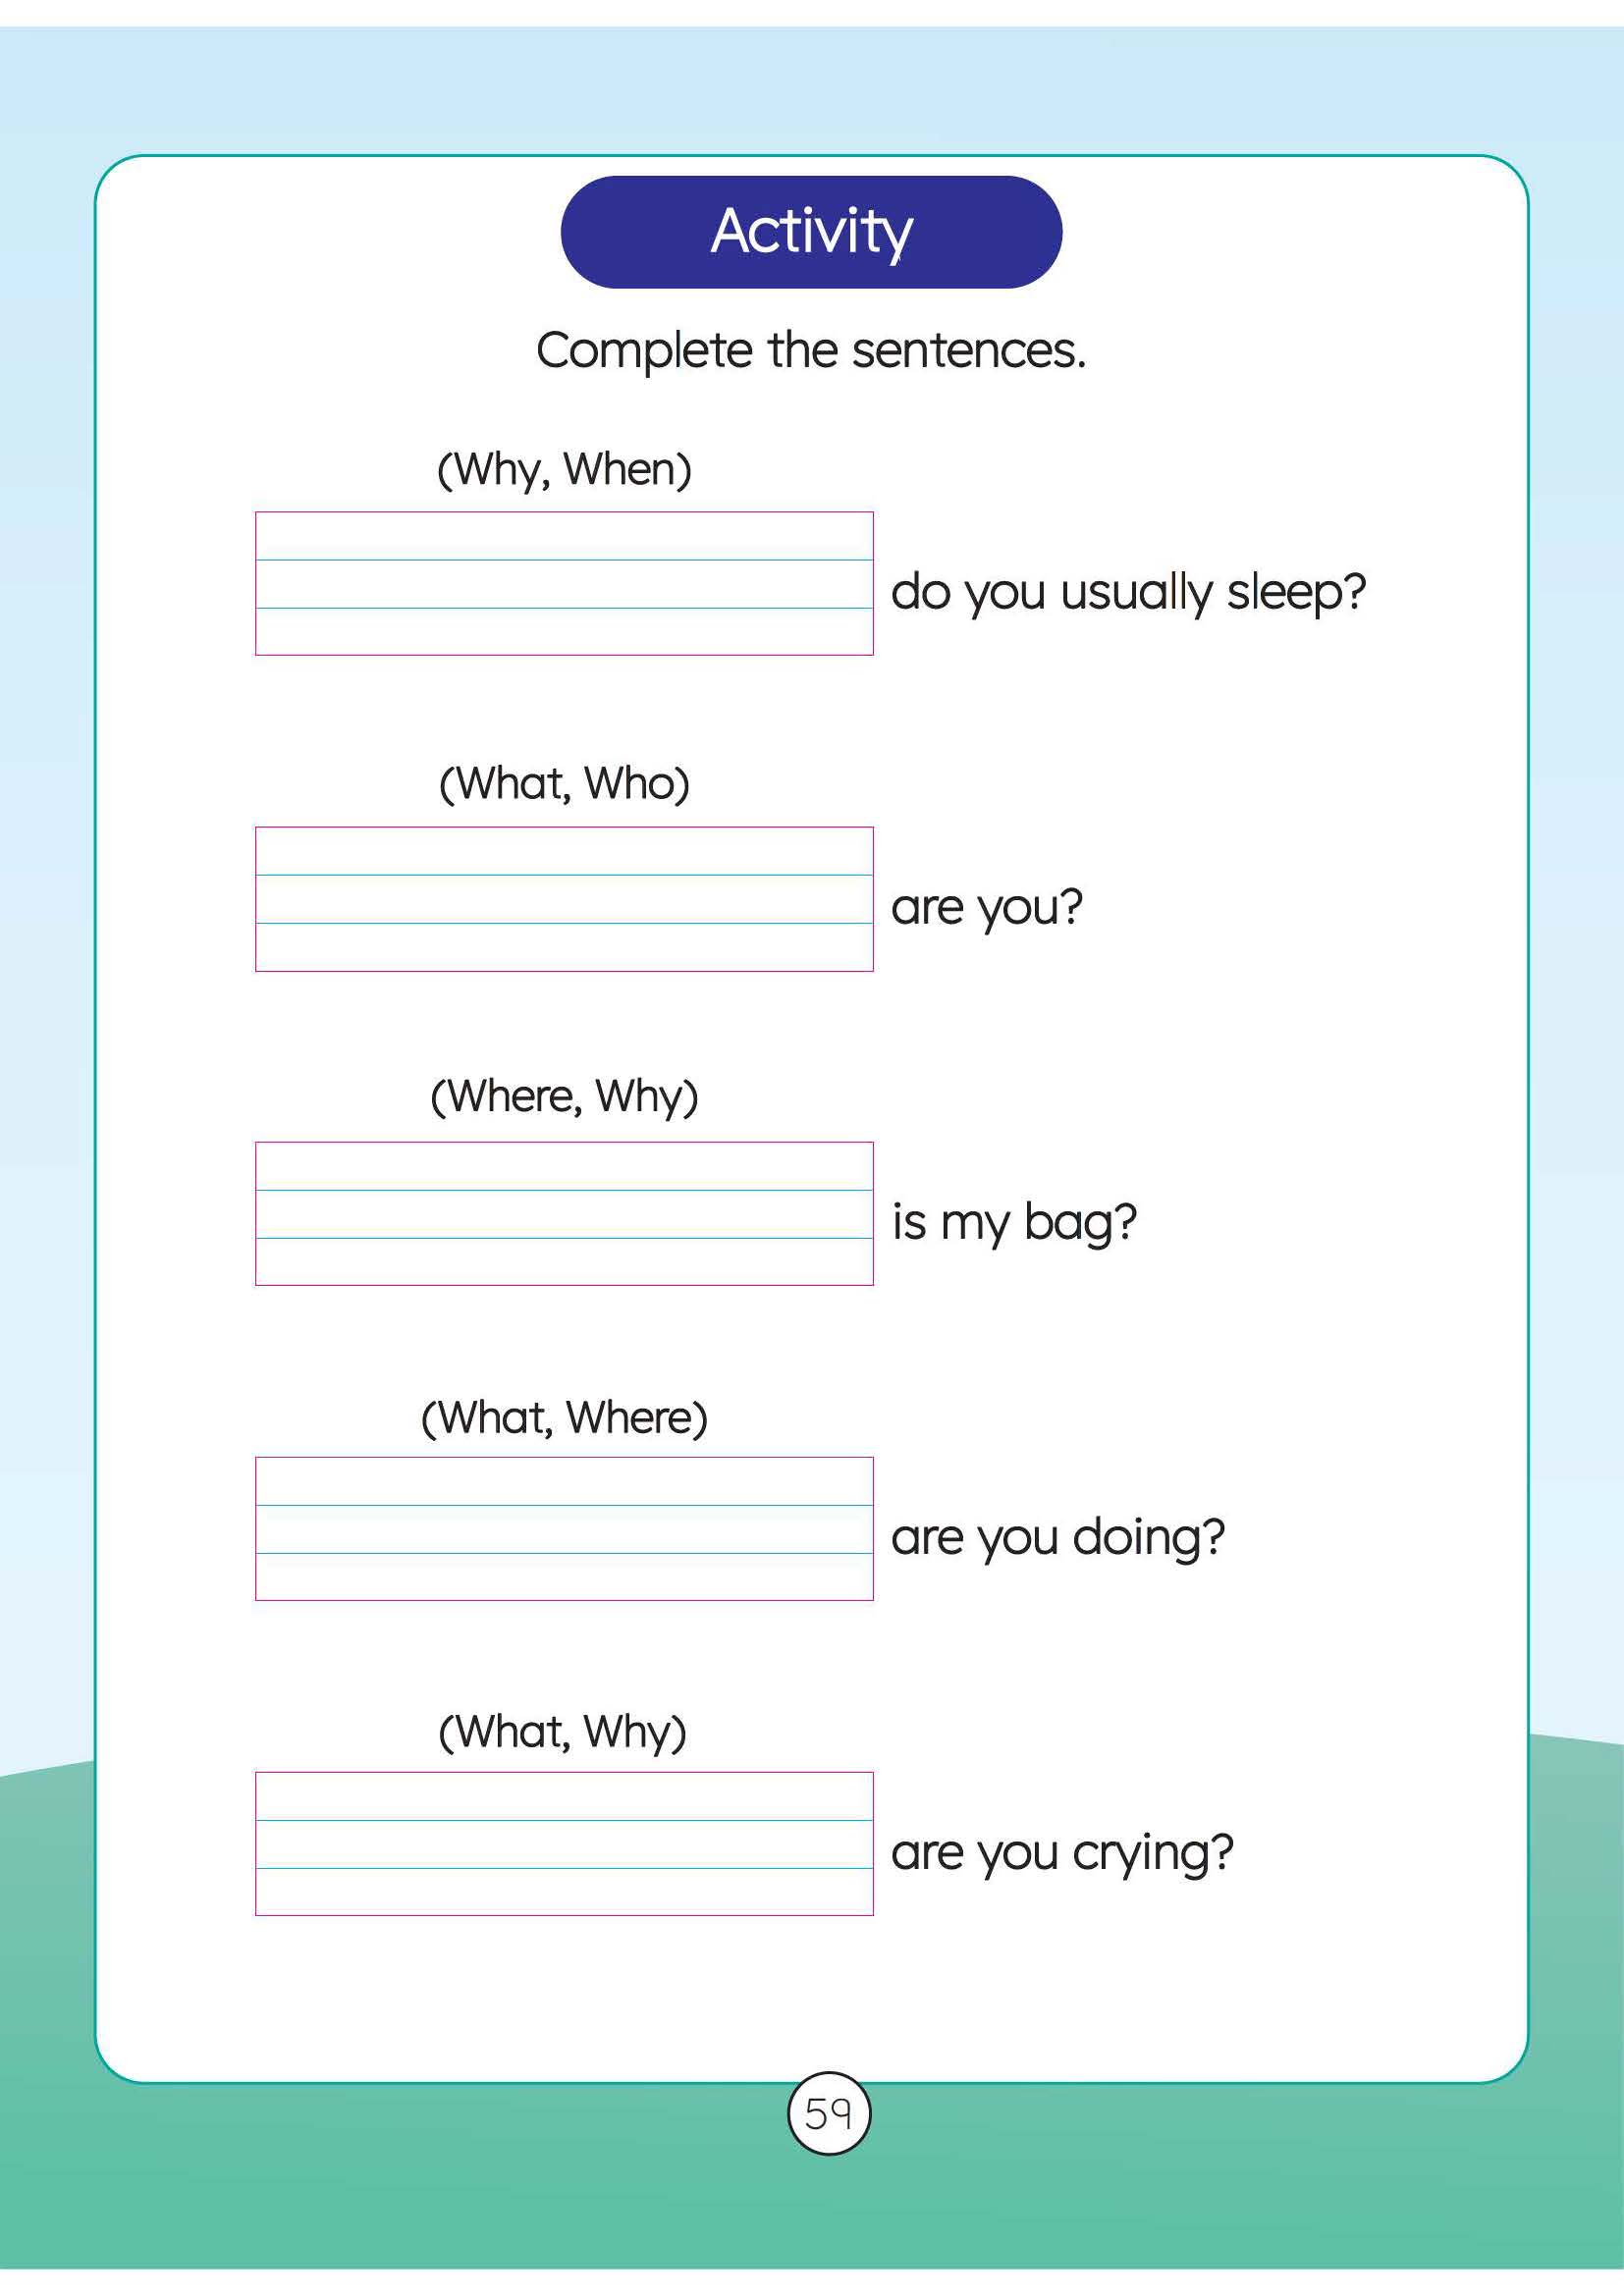 Activity
Complete the sentences.
(Why, When)
do you usually sleep?
(What, Who)
are you?
(Where, Why)
is my bag?
(What, Where)
are you doing?
(What, Why)
are you crying?
59